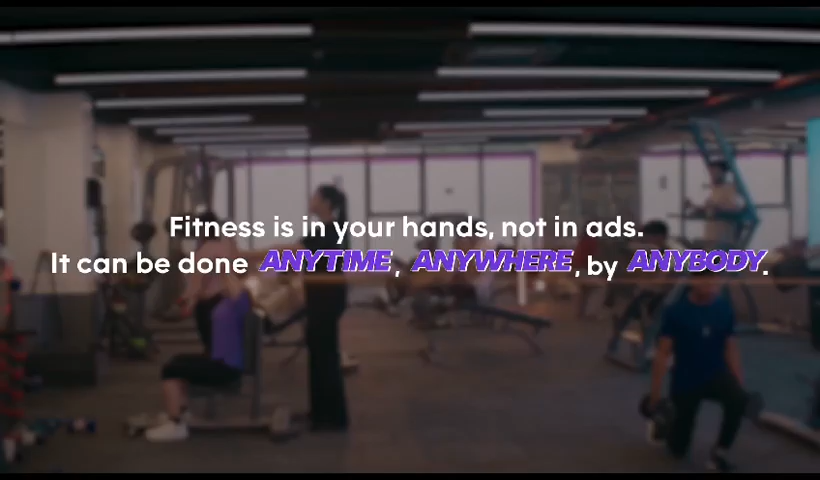 Fitness is in your hands, not in ads.
It can be done ANYTIME, ANYWHERE, by ANYBODY.